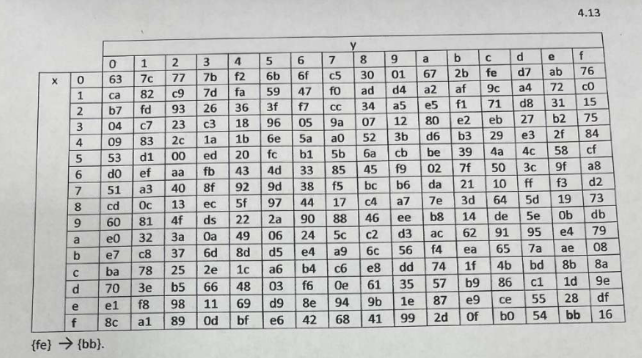 4.13
y
0 1 2 3 4 5 6 7 8 9 a b c d e f
x 0 63 7c 77 7b f2 6b 6f c5 30 01 67 2b fe d7 ab 76
1 ca 82 c9 7d fa 59 47 f0 ad d4 a2 af 9c a4 72 c0
2 b7 fd 93 26 36 3f f7 cc 34 a5 e5 f1 71 d8 31 15
3 04 c7 23 c3 18 96 05 9a 07 12 80 e2 eb 27 b2 75
4 09 83 2c 1a 1b 6e 5a a0 52 3b d6 b3 29 e3 2f 84
5 53 d1 00 ed 20 fc b1 5b 6a cb be 39 4a 4c 58 cf
6 d0 ef aa fb 43 4d 33 85 45 f9 02 7f 50 3c 9f a8
7 51 a3 40 8f 92 9d 38 f5 bc b6 da 21 10 ff f3 d2
8 cd 0c 13 ec 5f 97 44 17 c4 a7 7e 3d 64 5d 19 73
9 60 81 4f ds 22 2a 90 88 46 ee b8 14 de 5e 0b db
a e0 32 3a 0a 49 06 24 5c c2 d3 ac 62 91 95 e4 79
b e7 c8 37 6d 8d d5 e4 a9 6c 56 f4 ea 65 7a ae 08
c ba 78 25 2e 1c a6 b4 c6 e8 dd 74 1f 4b bd 8b 8a
d 70 3e b5 66 48 03 f6 0e 61 35 57 b9 86 c1 1d 9e
e e1 f8 98 11 69 d9 8e 94 9b 1e 87 e9 ce 55 28 df
f 8c a1 89 0d bf e6 42 68 41 99 2d 0f b0 54 bb 16
{fe} → {bb}.